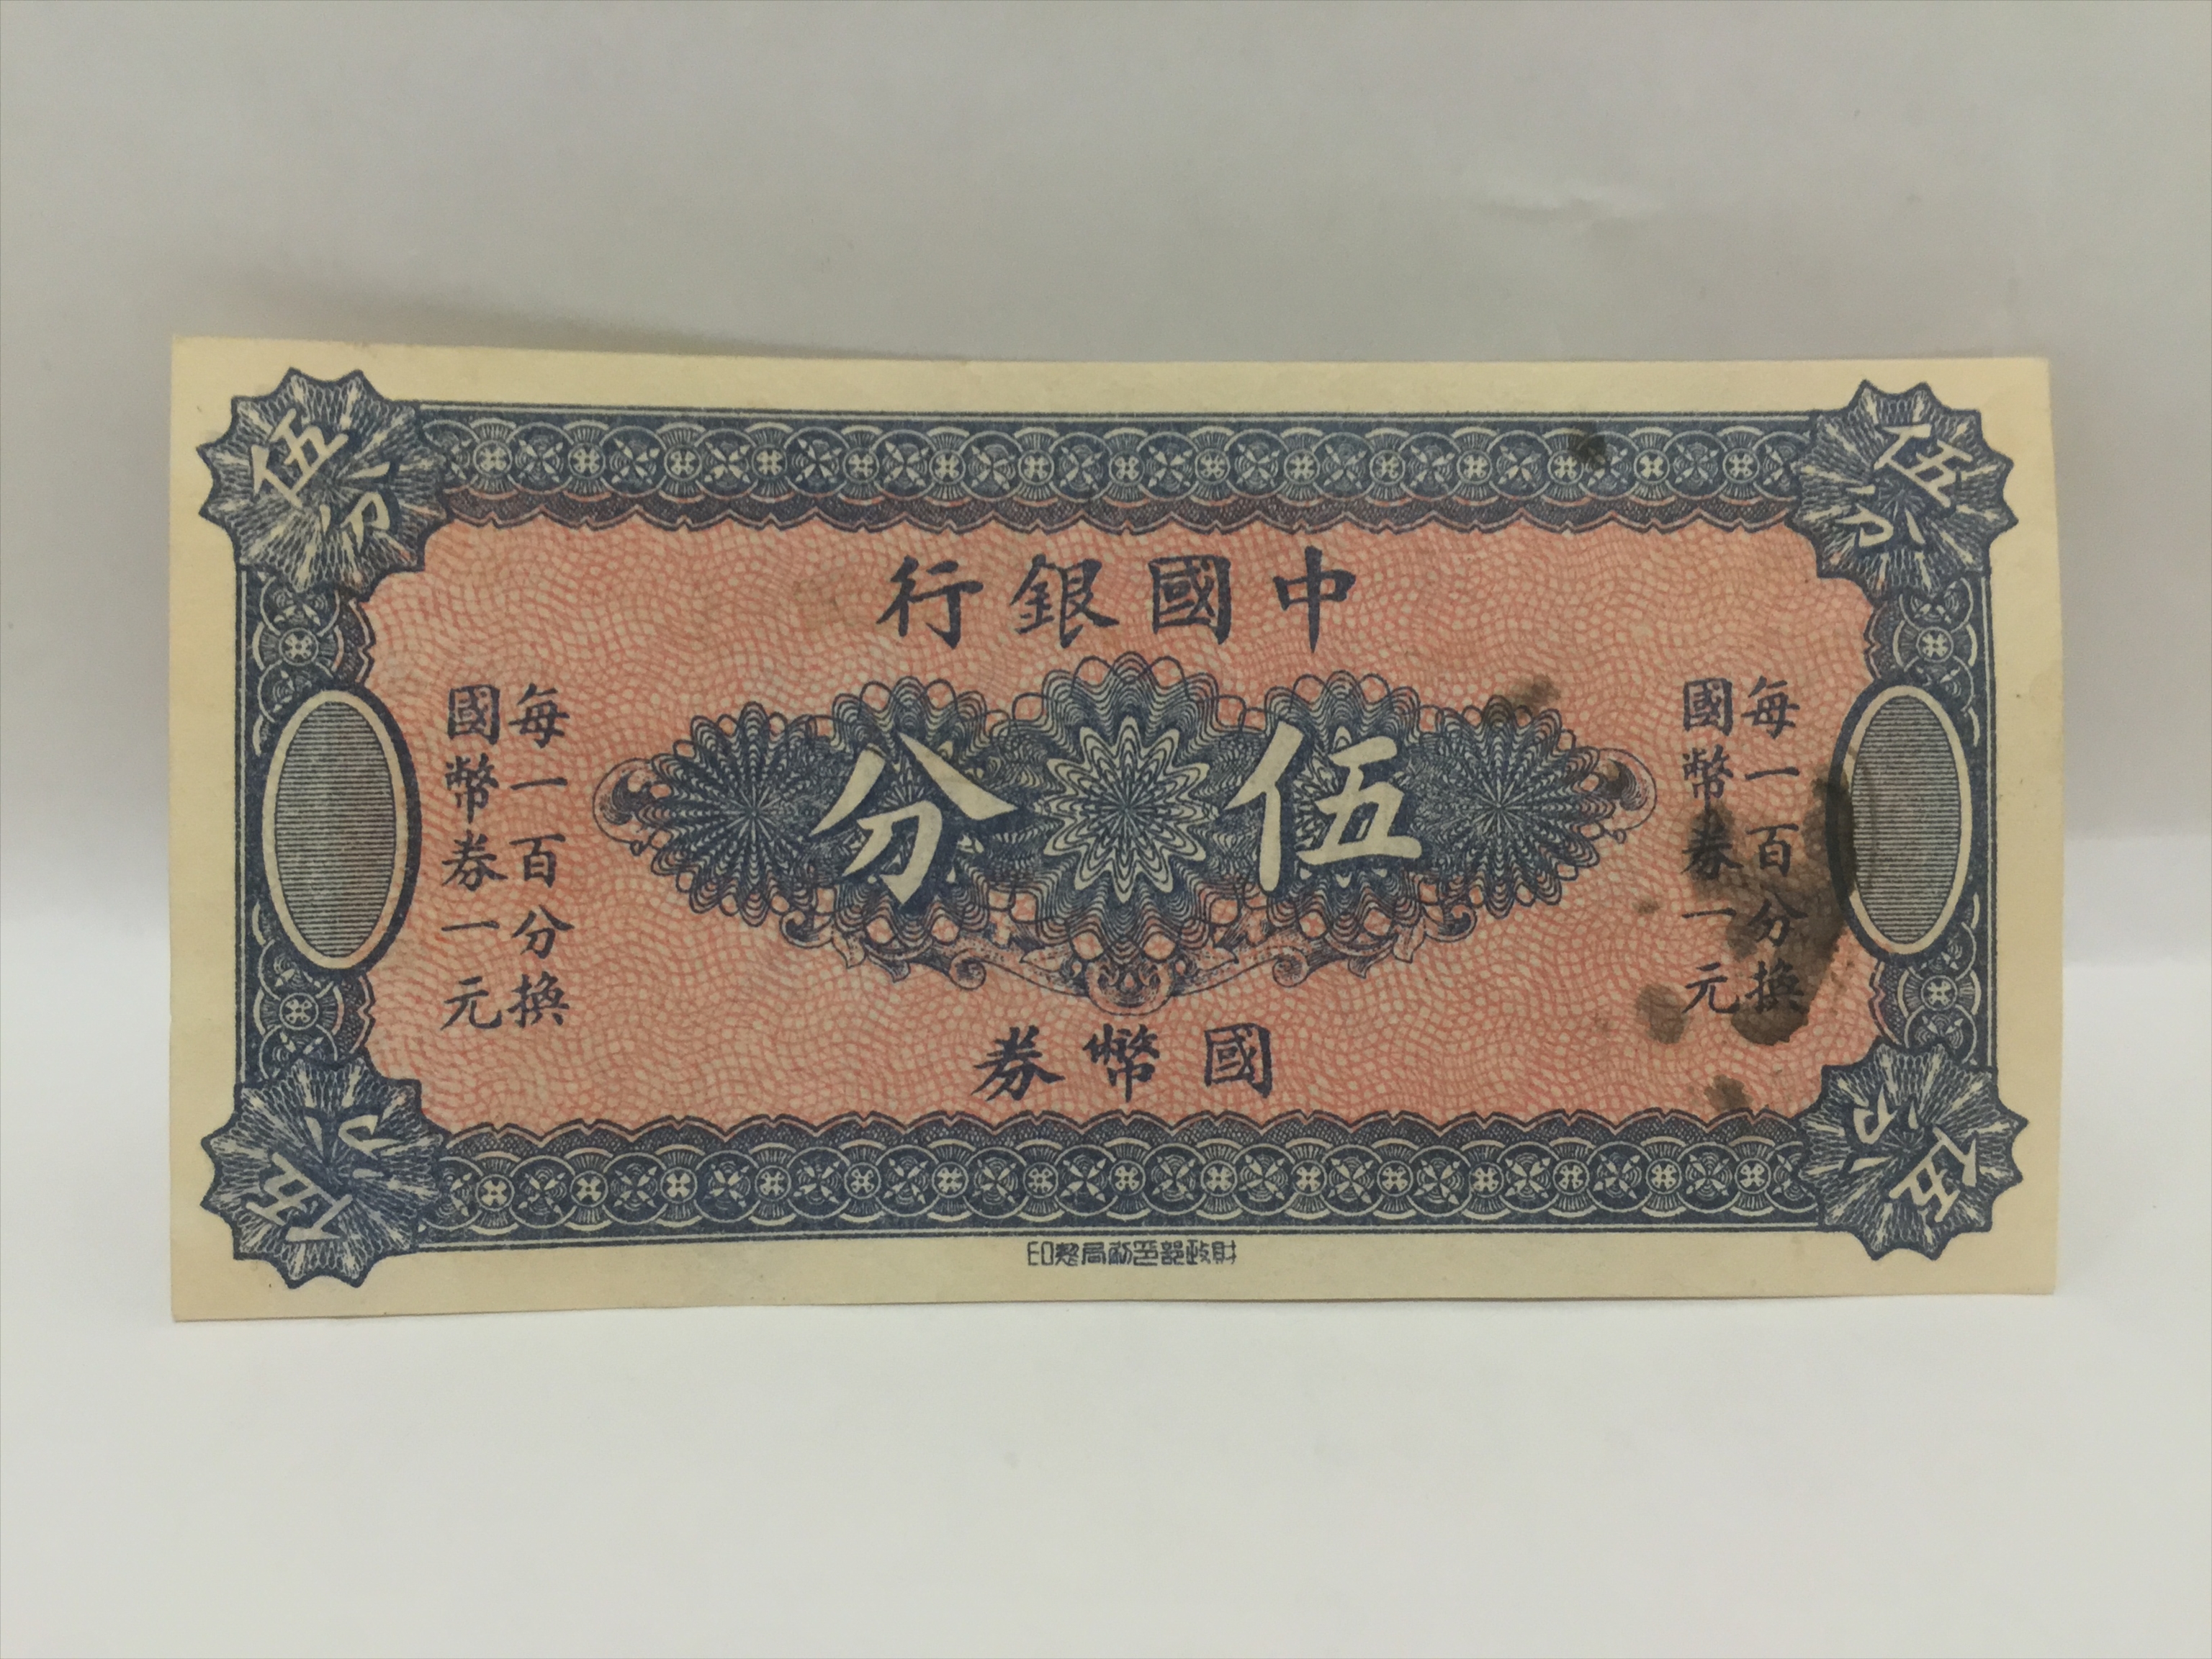 中國銀行
伍分
國幣券
每一百分換
國幣券一元
每一百分換
國幣券一元
伍分
伍分
伍分
伍分
財政部印刷局製印